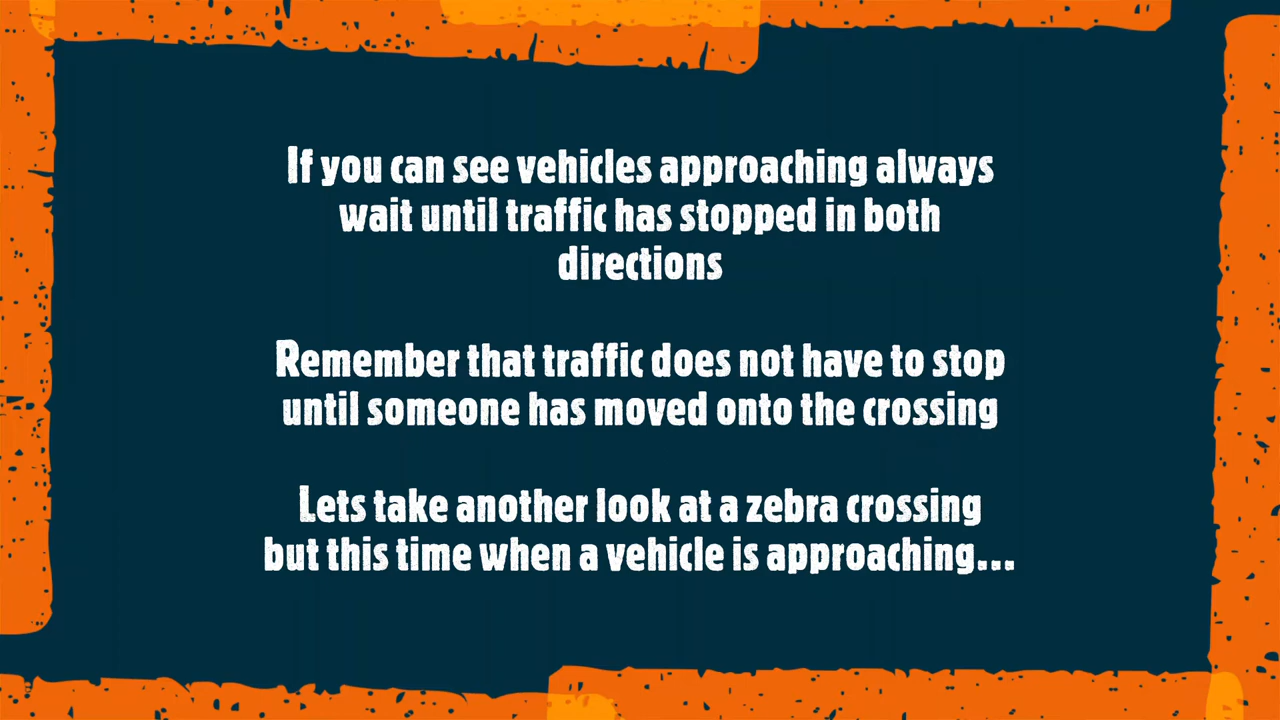 If you can see vehicles approaching always
wait until traffic has stopped in both
directions
Remember that traffic does not have to stop
until someone has moved onto the crossing
Lets take another look at a zebra crossing
but this time when a vehicle is approaching...